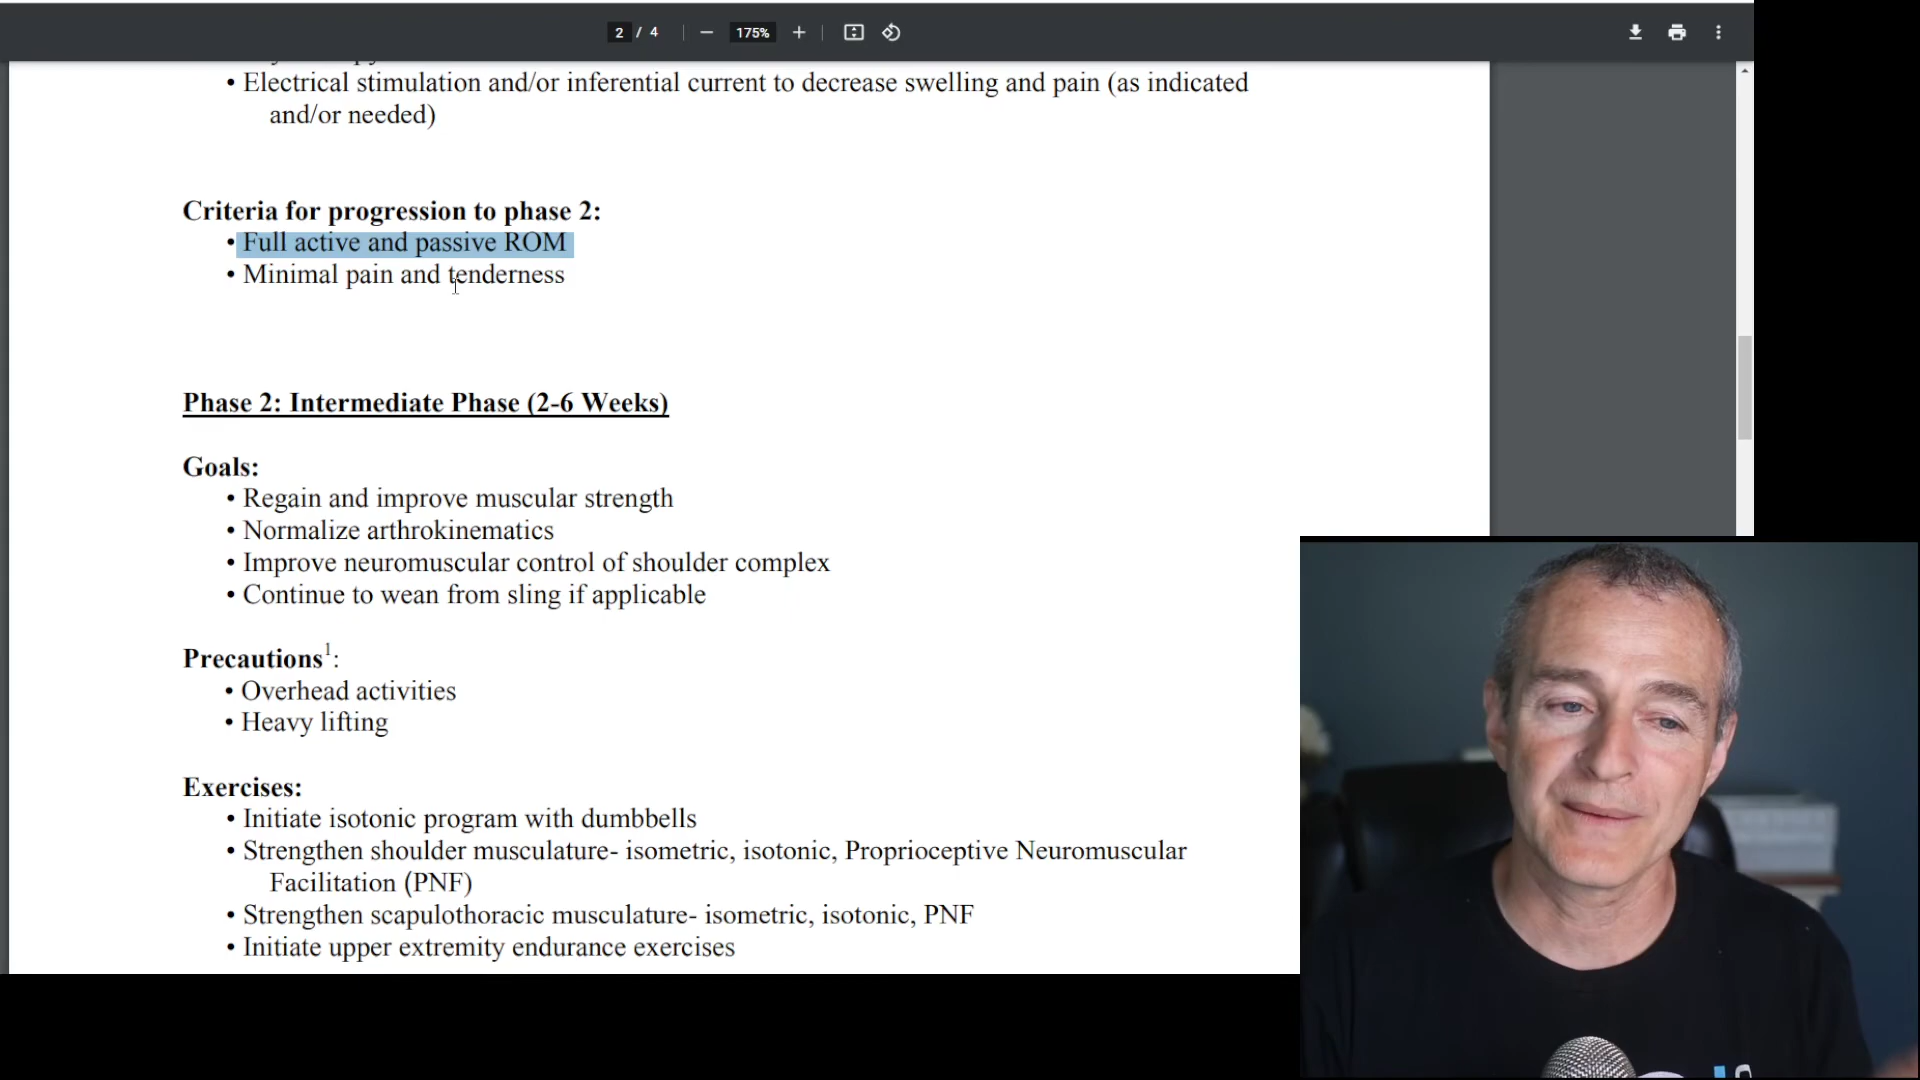 2 / 4
175%
• Electrical stimulation and/or inferential current to decrease swelling and pain (as indicated
and/or needed)
Criteria for progression to phase 2:
• Full active and passive ROM
• Minimal pain and tenderness
Phase 2: Intermediate Phase (2-6 Weeks)
Goals:
• Regain and improve muscular strength
• Normalize arthrokinematics
• Improve neuromuscular control of shoulder complex
• Continue to wean from sling if applicable
Precautions1:
• Overhead activities
• Heavy lifting
Exercises:
• Initiate isotonic program with dumbbells
• Strengthen shoulder musculature- isometric, isotonic, Proprioceptive Neuromuscular
Facilitation (PNF)
• Strengthen scapulothoracic musculature- isometric, isotonic, PNF
• Initiate upper extremity endurance exercises